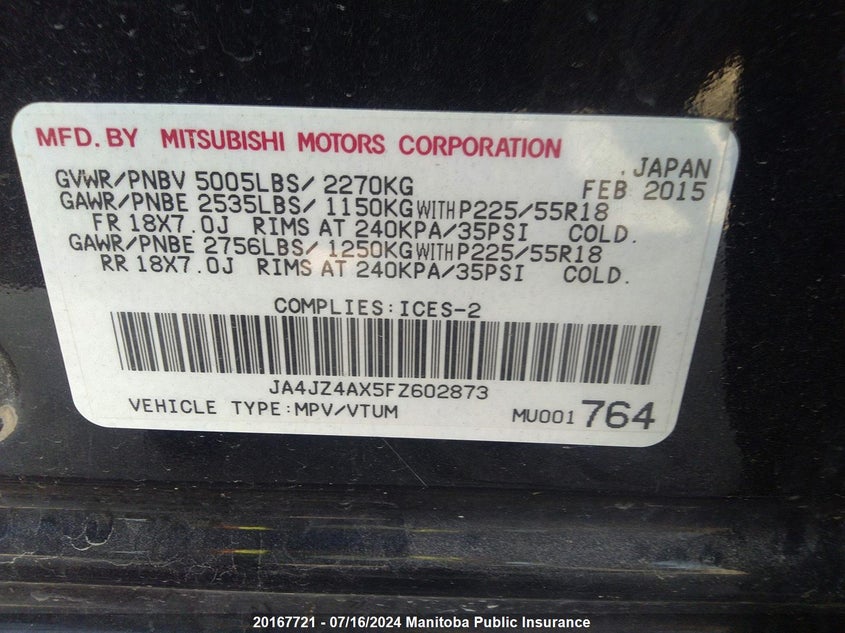 MFD. BY MITSUBISHI MOTORS CORPORATION
JAPAN
GVWR/PNBV 5005LBS/ 2270KG FEB 2015
GAWR/PNBE 2535LBS/ 1150KG WITH P225/55R18
FR 18X7.0J RIMS AT 240KPA/35PSI COLD.
GAWR/PNBE 2756LBS/ 1250KG WITH P225/55R18
RR 18X7.0J RIMS AT 240KPA/35PSI COLD.
COMPLIES:ICES-2
JA4JZ4AX5FZ602873
VEHICLE TYPE:MPV/VTUM MU001 764
20167721 - 07/16/2024 Manitoba Public Insurance